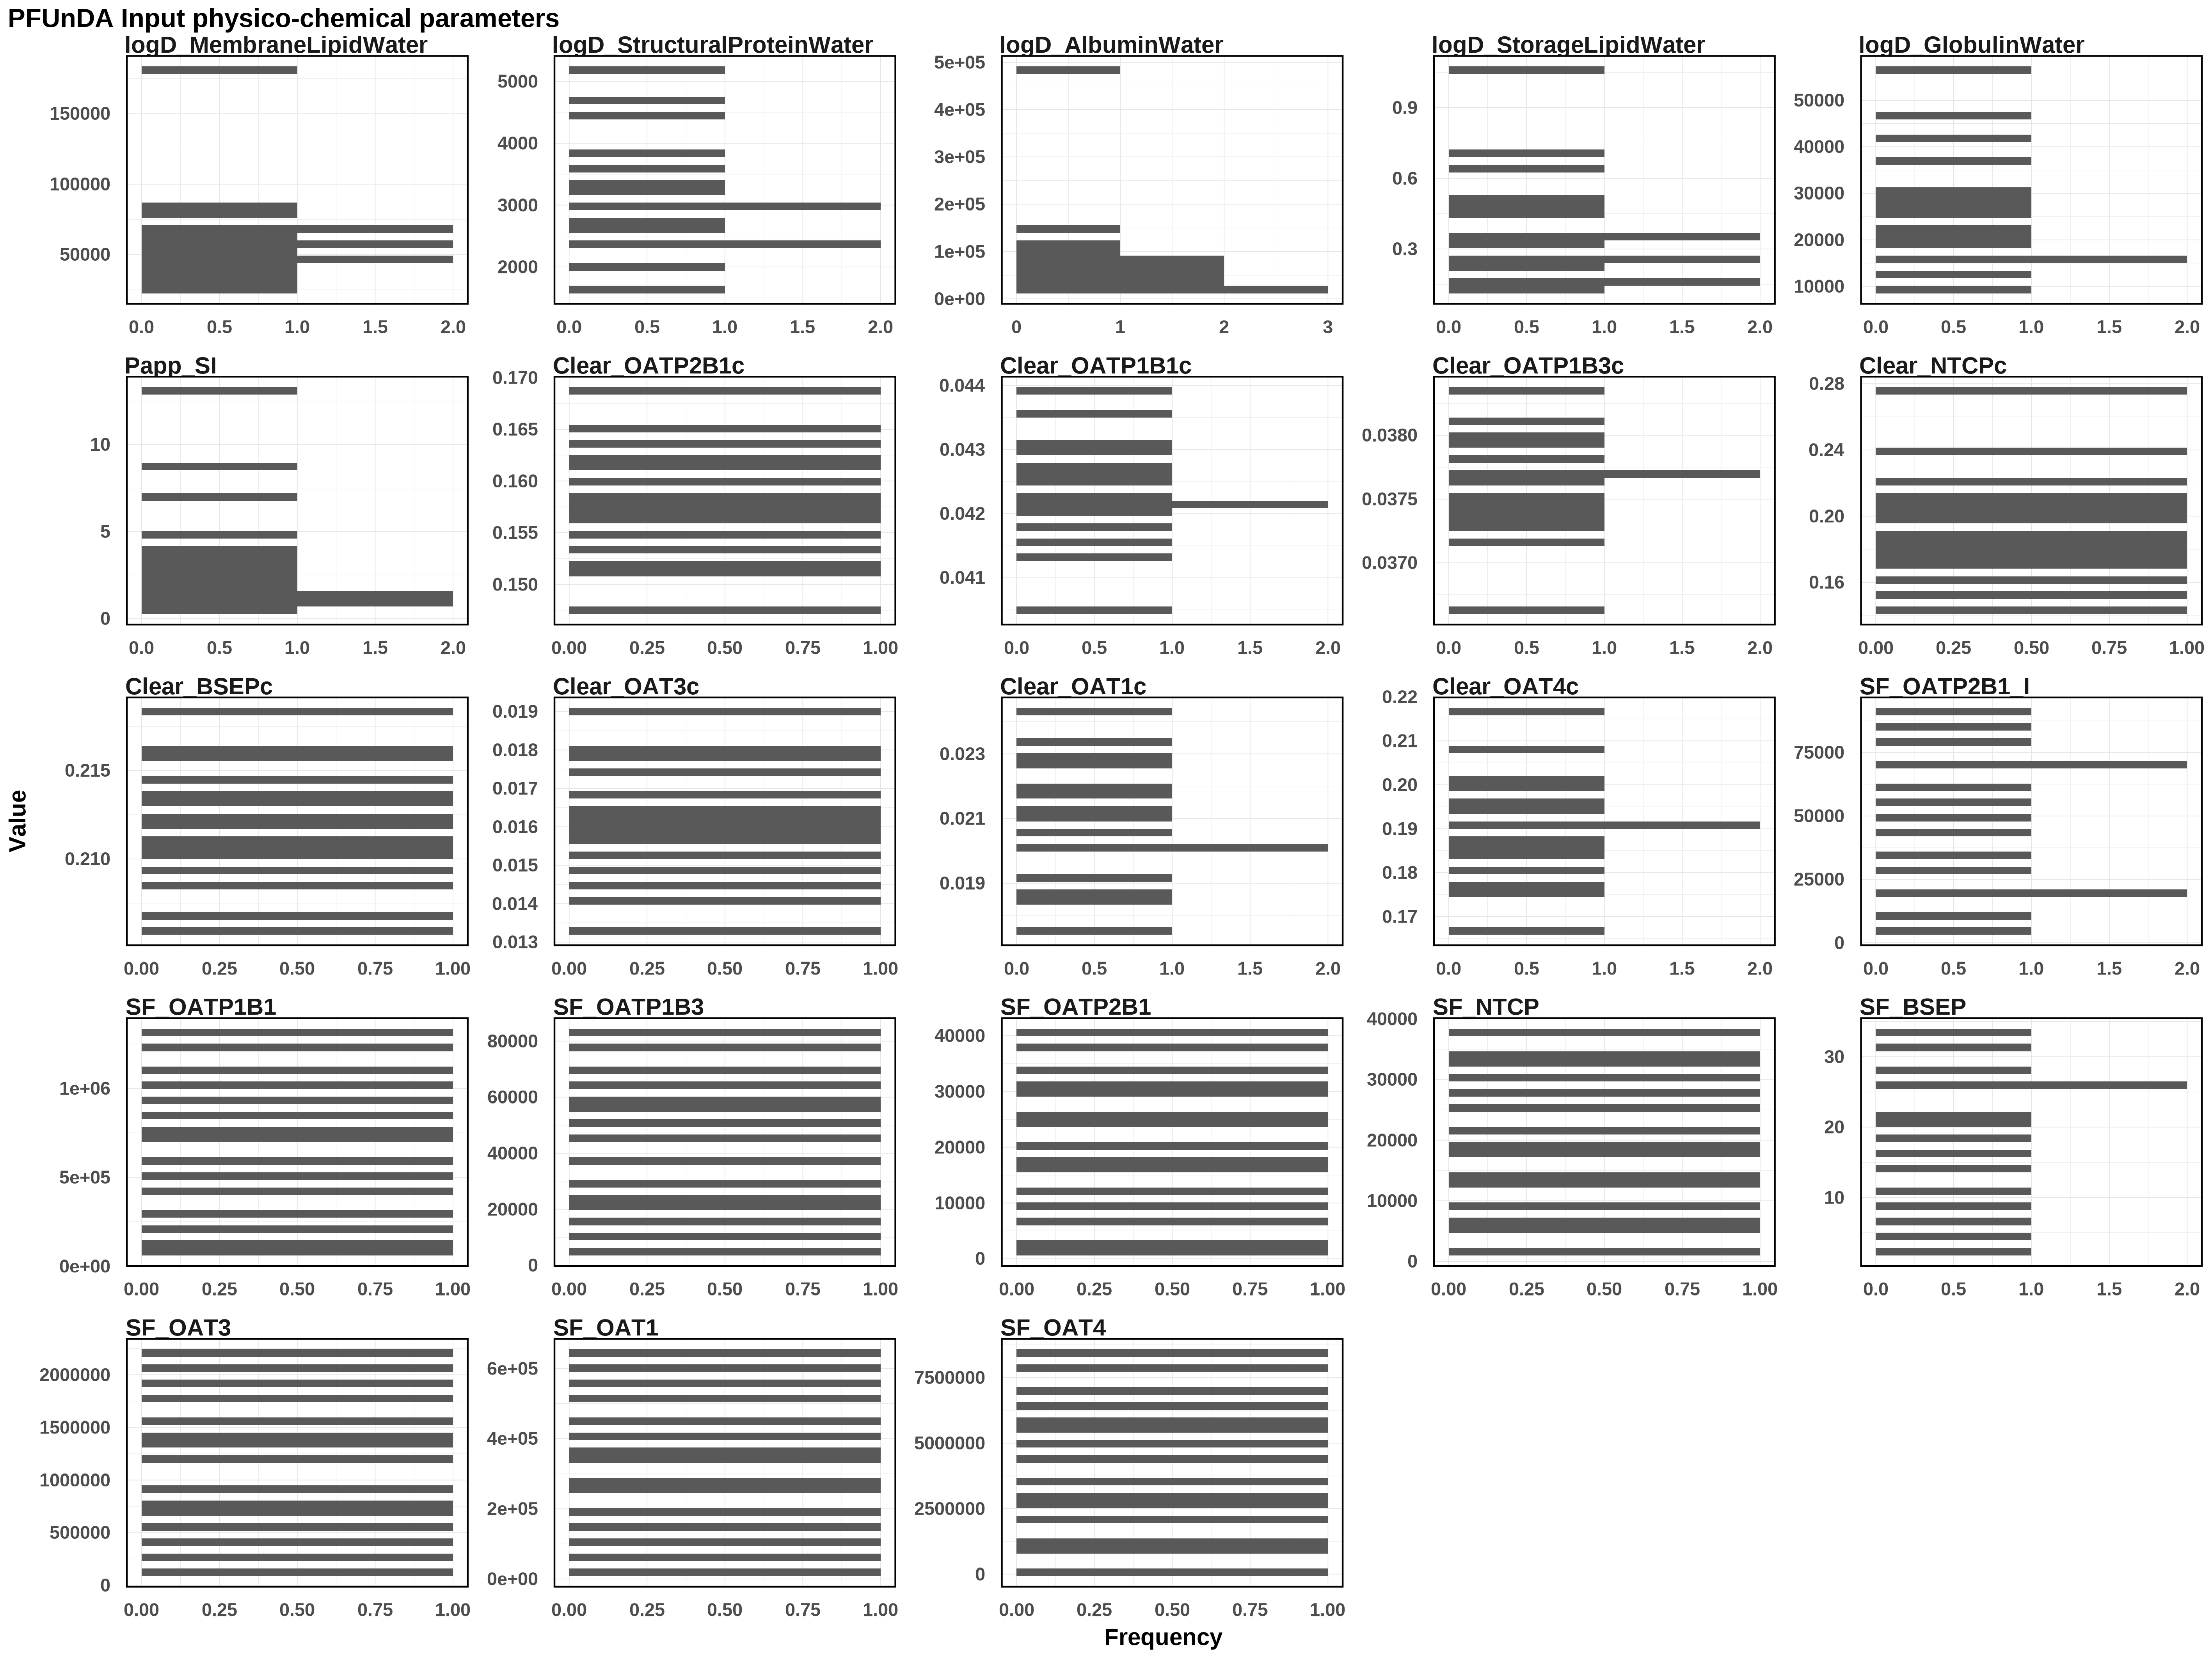 PFUnDA Input physico-chemical parameters
logD_MembraneLipidWater logD_StructuralProteinWater logD_AlbuminWater logD_StorageLipidWater logD_GlobulinWater
150000
100000
50000
0.0 0.5 1.0 1.5 2.0
5000
4000
3000
2000
0.0 0.5 1.0 1.5 2.0
5e+05
4e+05
3e+05
2e+05
1e+05
0e+00
0 1 2 3
0.9
0.6
0.3
0.0 0.5 1.0 1.5 2.0
50000
40000
30000
20000
10000
0.0 0.5 1.0 1.5 2.0
Papp_SI Clear_OATP2B1c Clear_OATP1B1c Clear_OATP1B3c Clear_NTCPc
10
5
0
0.0 0.5 1.0 1.5 2.0
0.170
0.165
0.160
0.155
0.150
0.00 0.25 0.50 0.75 1.00
0.044
0.043
0.042
0.041
0.0 0.5 1.0 1.5 2.0
0.0380
0.0375
0.0370
0.0 0.5 1.0 1.5 2.0
0.28
0.24
0.20
0.16
0.00 0.25 0.50 0.75 1.00
Clear_BSEPc Clear_OAT3c Clear_OAT1c Clear_OAT4c SF_OATP2B1_I
Value
0.215
0.210
0.00 0.25 0.50 0.75 1.00
0.019
0.018
0.017
0.016
0.015
0.014
0.013
0.00 0.25 0.50 0.75 1.00
0.023
0.021
0.019
0.0 0.5 1.0 1.5 2.0
0.22
0.21
0.20
0.19
0.18
0.17
0.0 0.5 1.0 1.5 2.0
75000
50000
25000
0
0.0 0.5 1.0 1.5 2.0
SF_OATP1B1 SF_OATP1B3 SF_OATP2B1 SF_NTCP SF_BSEP
1e+06
5e+05
0e+00
0.00 0.25 0.50 0.75 1.00
80000
60000
40000
20000
0
0.00 0.25 0.50 0.75 1.00
40000
30000
20000
10000
0
0.00 0.25 0.50 0.75 1.00
40000
30000
20000
10000
0
0.00 0.25 0.50 0.75 1.00
30
20
10
0.0 0.5 1.0 1.5 2.0
SF_OAT3 SF_OAT1 SF_OAT4
2000000
1500000
1000000
500000
0
0.00 0.25 0.50 0.75 1.00
6e+05
4e+05
2e+05
0e+00
0.00 0.25 0.50 0.75 1.00
7500000
5000000
2500000
0
0.00 0.25 0.50 0.75 1.00
Frequency